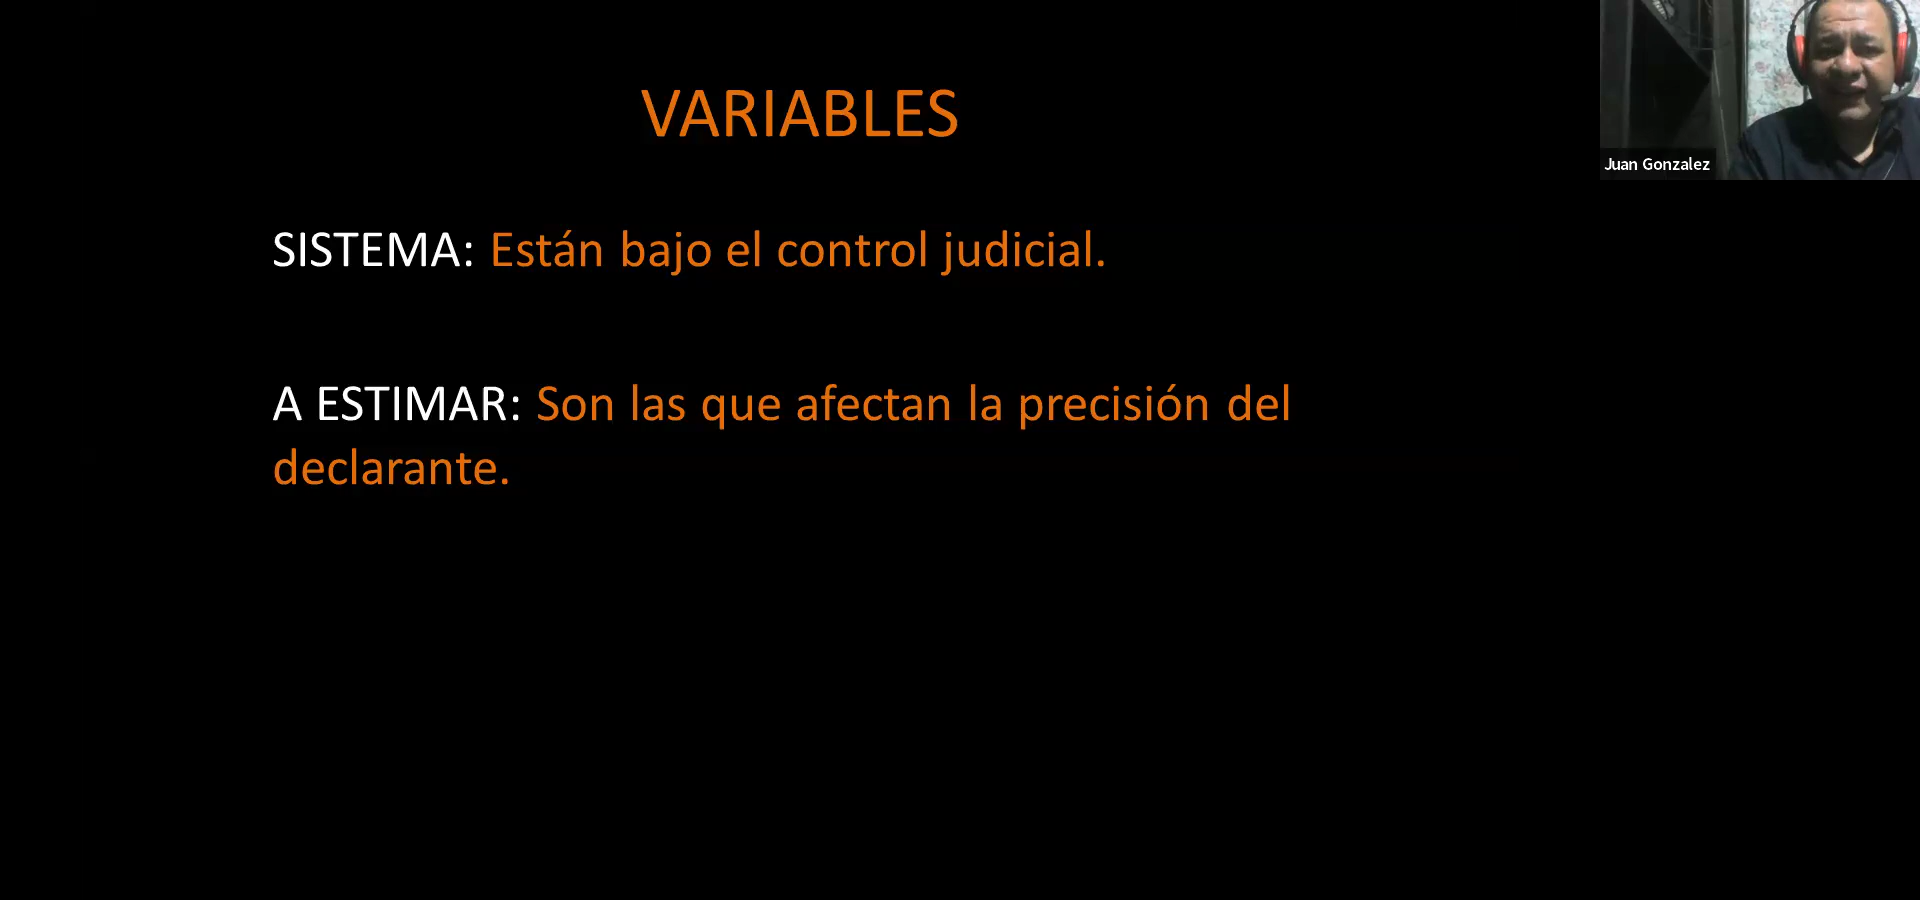 VARIABLES
Juan Gonzalez
SISTEMA: Están bajo el control judicial.
A ESTIMAR: Son las que afectan la precisión del
declarante.